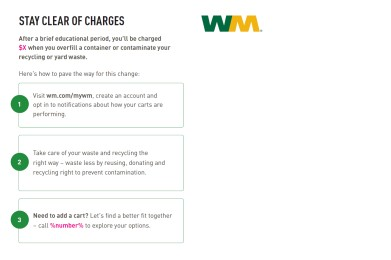 STAY CLEAR OF CHARGES
WM.
After a brief educational period, you'll be charged
$X when you overfill a container or contaminate your
recycling or yard waste.
Here's how to pave the way for this change:
1
Visit wm.com/mywm, create an account and
opt in to notifications about how your carts are
performing.
2
Take care of your waste and recycling the
right way – waste less by reusing, donating and
recycling right to prevent contamination.
3
Need to add a cart? Let's find a better fit together
– call %number% to explore your options.